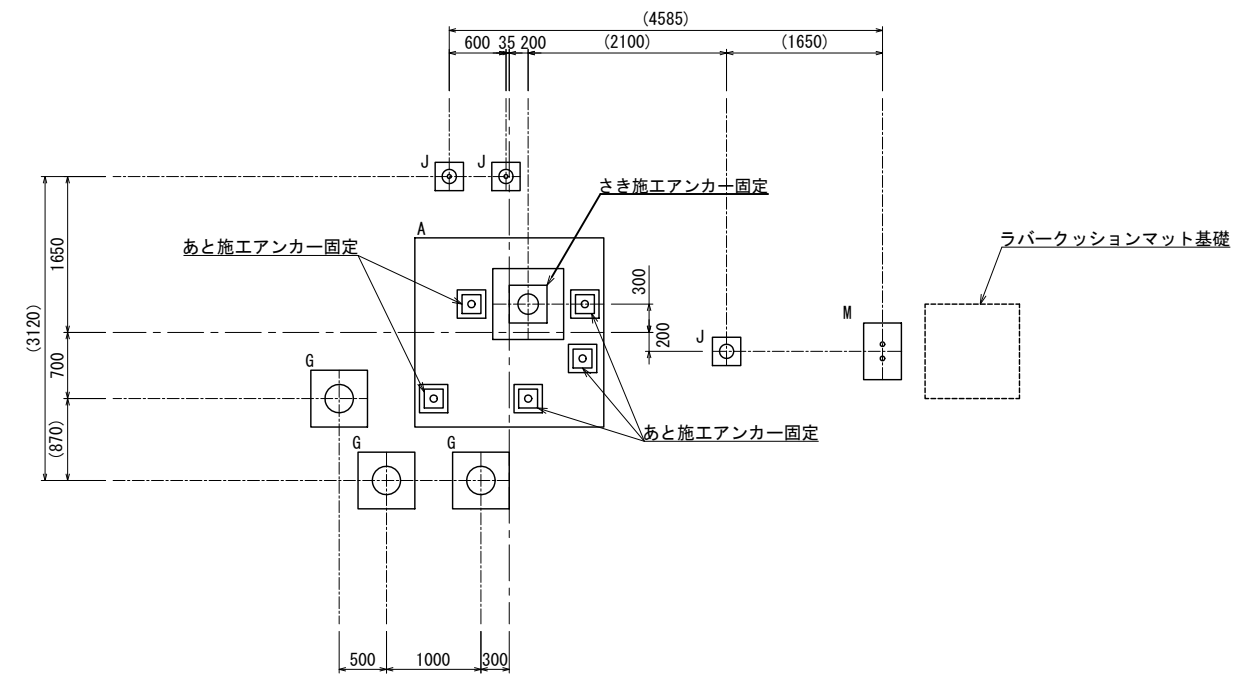 (4585)
600 35 200 (2100) (1650)
J J
さき施工アンカー固定
A
あと施工アンカー固定
ラバークッションマット基礎
1650
300
(3120)
M
200
J
700
G
あと施工アンカー固定
(870)
G G
500 1000 300